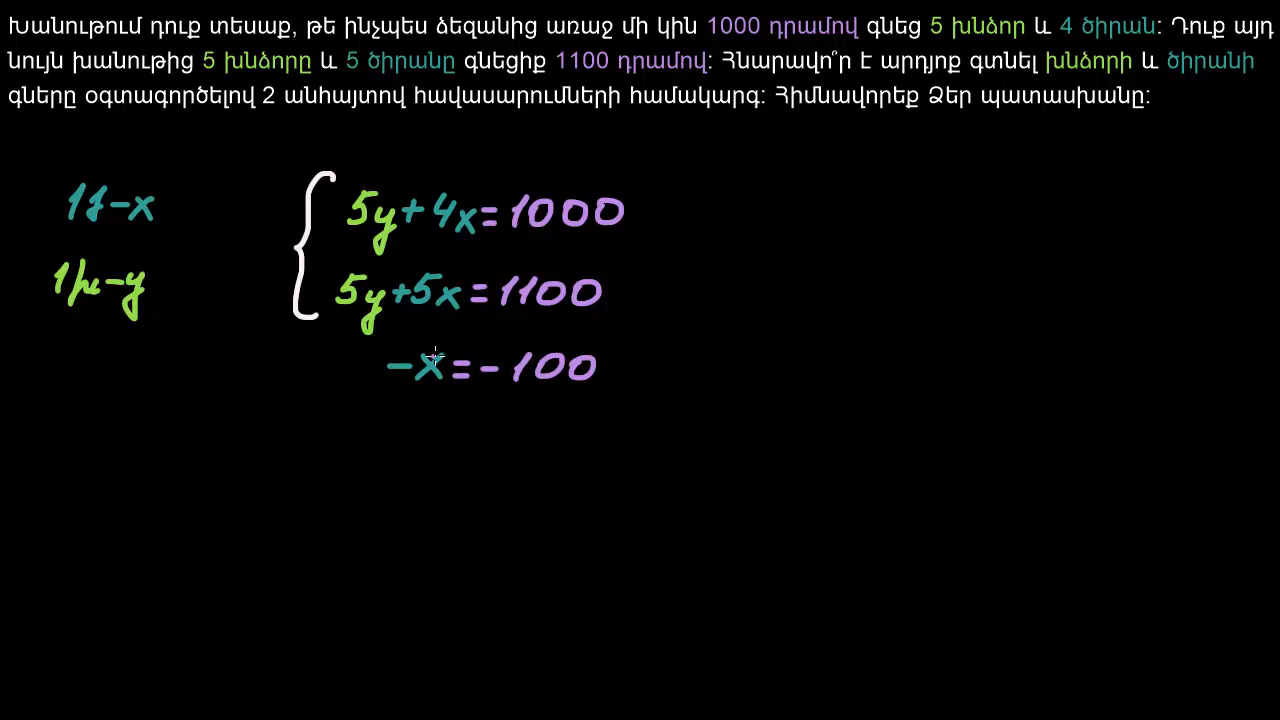 Խանութում դուք տեսաք, թե ինչպես ձեզանից առաջ մի կին 1000 դրամով գնեց 5 խնձոր և 4 ծիրան: Դուք այդ
նույն խանութից 5 խնձորը և 5 ծիրանը գնեցիք 1100 դրամով: Հնարավո՞ր է արդյոք գտնել խնձորի և ծիրանի
գները օգտագործելով 2 անհայտով հավասարումների համակարգ: Հիմնավորեք Ձեր պատասխանը:
1ծ-x
5y+4x=1000
1խ-y
5y+5x=1100
-x=-100